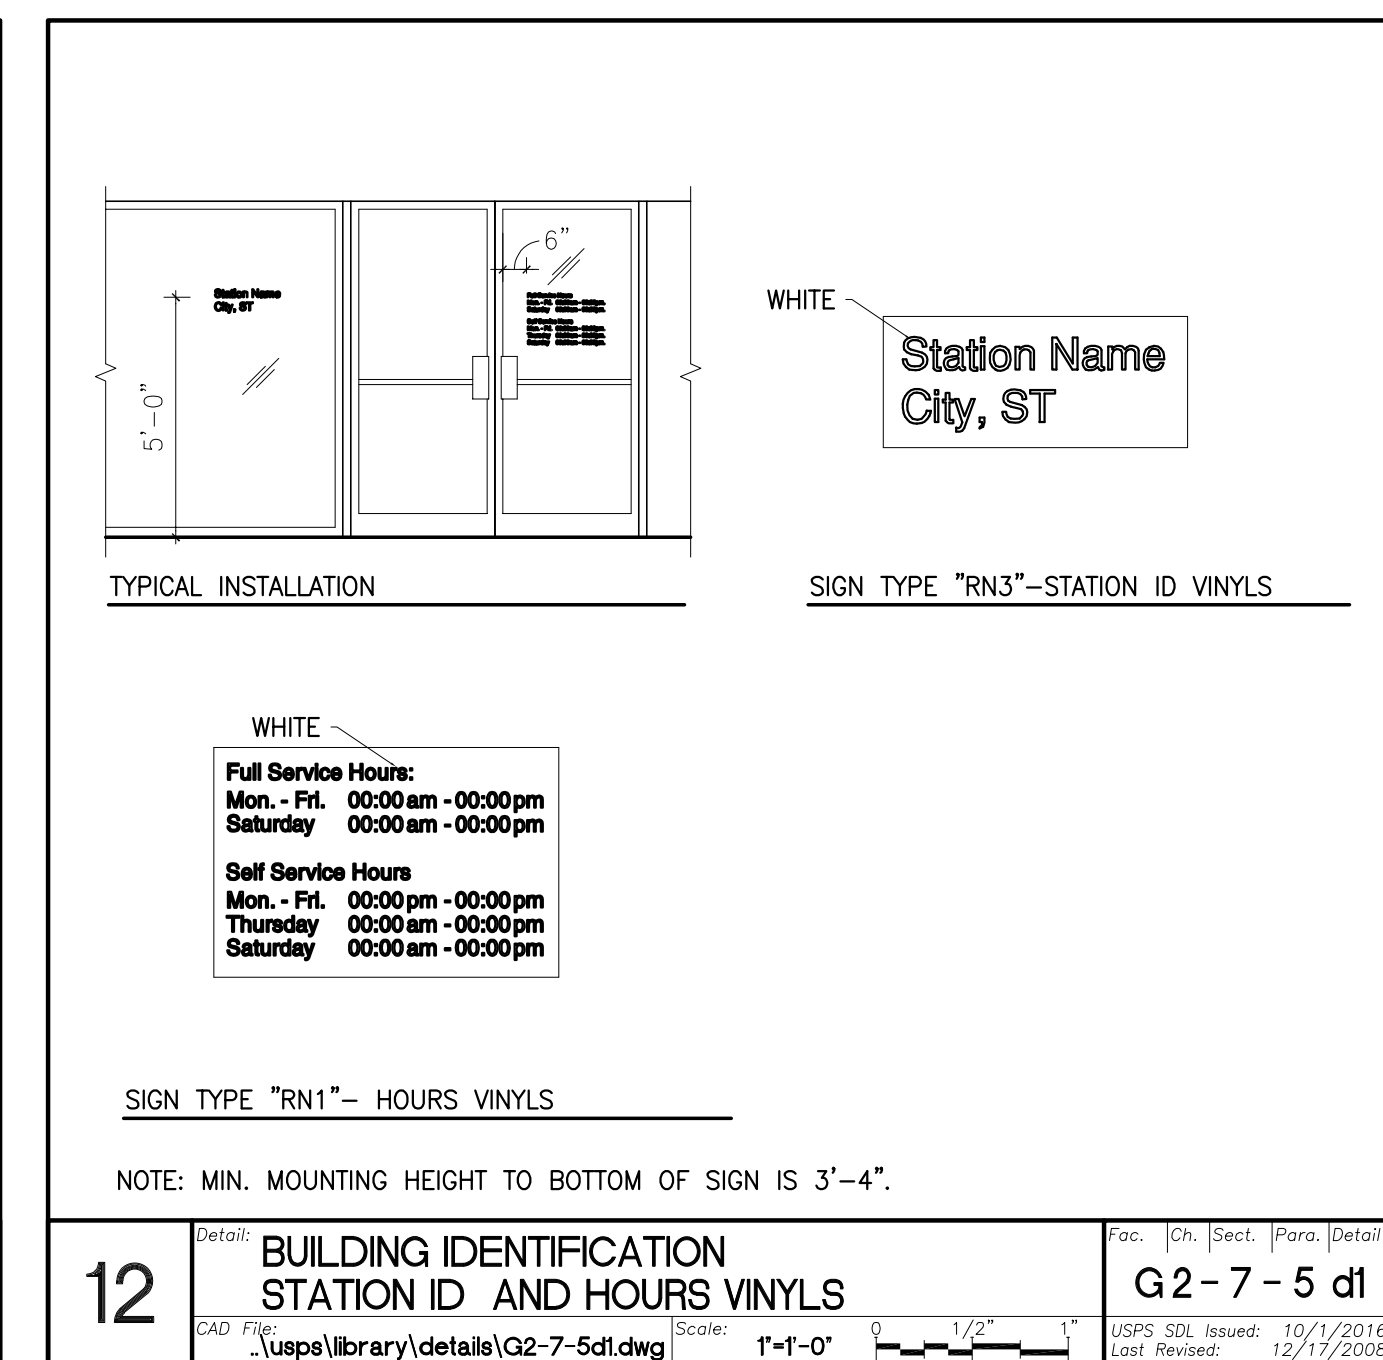 6"
Station Name
City, ST
5'-0"
WHITE
Station Name
City, ST
TYPICAL INSTALLATION
SIGN TYPE "RN3"-STATION ID VINYLS
WHITE
Full Service Hours:
Mon. - Fri. 00:00 am - 00:00 pm
Saturday 00:00 am - 00:00 pm
Self Service Hours
Mon. - Fri. 00:00 pm - 00:00 pm
Thursday 00:00 am - 00:00 pm
Saturday 00:00 am - 00:00 pm
SIGN TYPE "RN1"- HOURS VINYLS
NOTE: MIN. MOUNTING HEIGHT TO BOTTOM OF SIGN IS 3'-4".
12
Detail:
BUILDING IDENTIFICATION
STATION ID AND HOURS VINYLS
Fac. Ch. Sect. Para. Detail
G2-7-5 d1
CAD File:
..\usps\library\details\G2-7-5d1.dwg
Scale:
1"=1'-0"
0 1/2" 1"
USPS SDL Issued: 10/1/2016
Last Revised: 12/17/2008